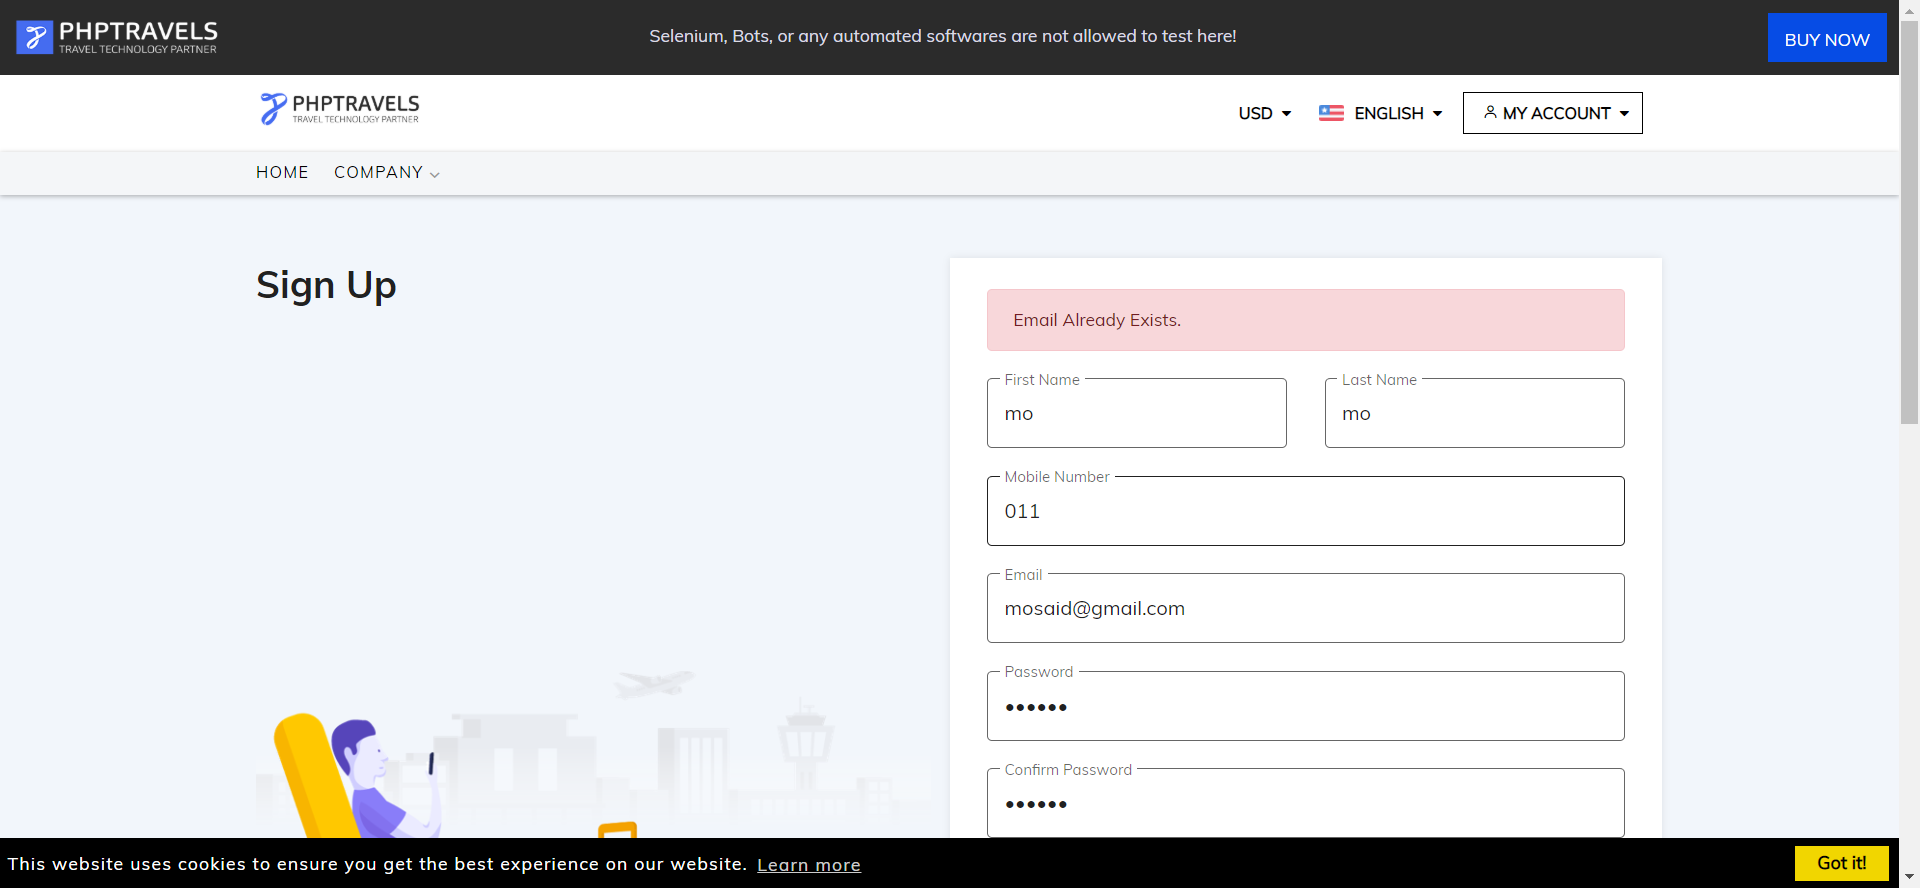 PHPTRAVELS
TRAVEL TECHNOLOGY PARTNER
Selenium, Bots, or any automated softwares are not allowed to test here!
BUY NOW
PHPTRAVELS
TRAVEL TECHNOLOGY PARTNER
USD
ENGLISH
MY ACCOUNT
HOME
COMPANY
Sign Up
Email Already Exists.
First Name
mo
Last Name
mo
Mobile Number
011
Email
mosaid@gmail.com
Password
••••••
Confirm Password
••••••
This website uses cookies to ensure you get the best experience on our website. Learn more
Got it!